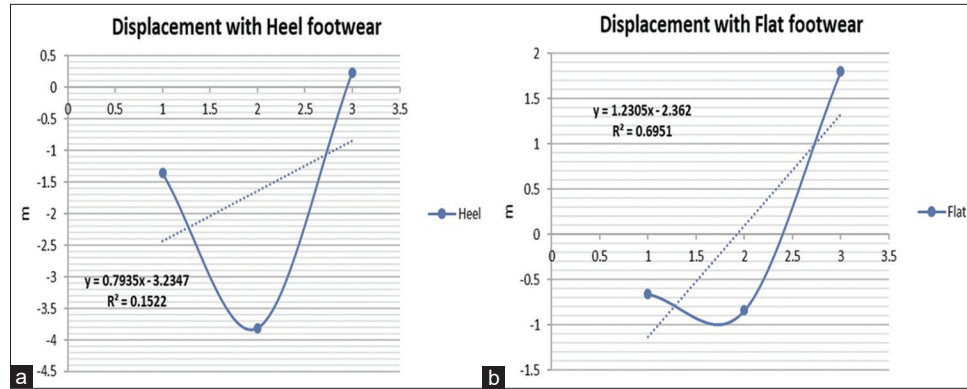 Displacement with Heel footwear
0.5
0
0 0.5 1 1.5 2 2.5 3 3.5
-0.5
-1
-1.5
-2
-2.5
-3
-3.5
-4
-4.5
m
y = 0.7935x - 3.2347
R² = 0.1522
Heel
a
Displacement with Flat footwear
2
1.5
1
0.5
0
0 0.5 1 1.5 2 2.5 3 3.5
-0.5
-1
-1.5
m
y = 1.2305x - 2.362
R² = 0.6951
Flat
b